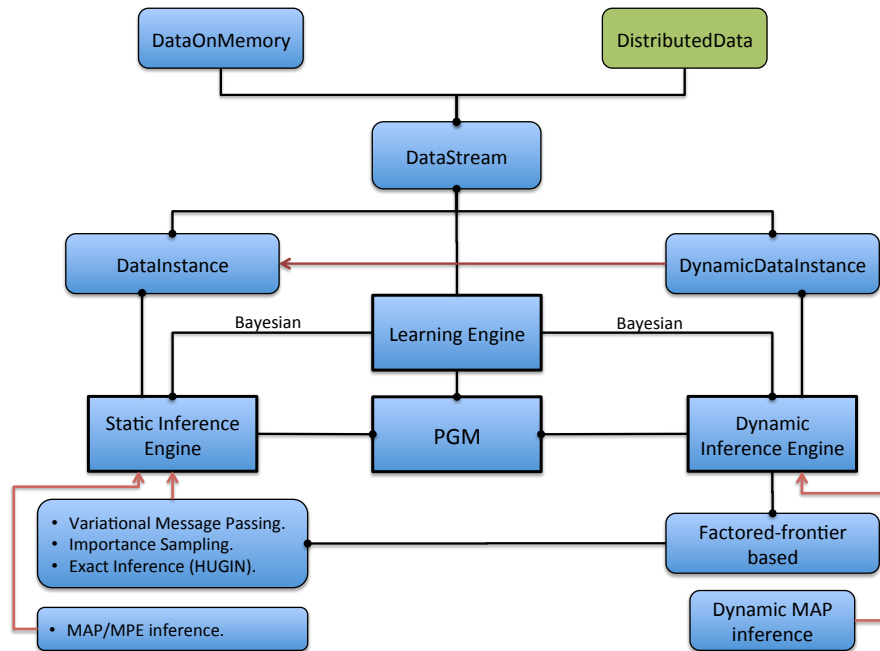 DataOnMemory
DistributedData
DataStream
DataInstance
DynamicDataInstance
Bayesian
Learning Engine
Bayesian
Static Inference
Engine
PGM
Dynamic
Inference Engine
• Variational Message Passing.
• Importance Sampling.
• Exact Inference (HUGIN).
Factored-frontier
based
• MAP/MPE inference.
Dynamic MAP
inference